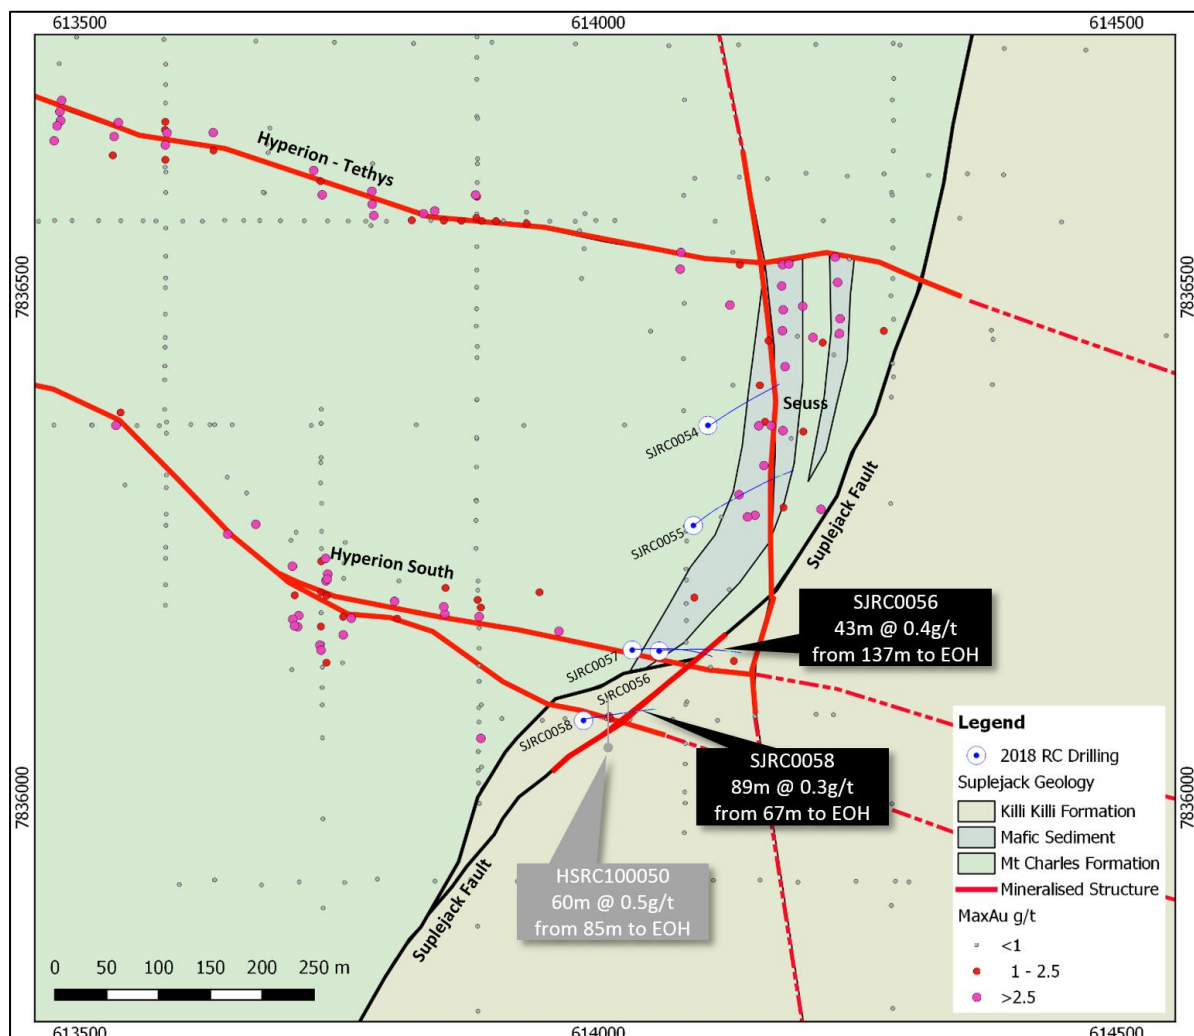 613500
614000
614500
7836500
7836500
Hyperion - Tethys
Seuss
SJRC0054
SJRC0055
Suplejack Fault
Hyperion South
SJRC0056
43m @ 0.4g/t
from 137m to EOH
SJRC0057
SJRC0056
SJRC0058
SJRC0058
89m @ 0.3g/t
from 67m to EOH
7836000
7836000
HSRC100050
60m @ 0.5g/t
from 85m to EOH
Suplejack Fault
Legend
2018 RC Drilling
Suplejack Geology
Killi Killi Formation
Mafic Sediment
Mt Charles Formation
Mineralised Structure
MaxAu g/t
<1
1 - 2.5
>2.5
0 50 100 150 200 250 m
613500
614000
614500